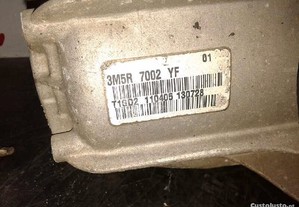 01
3M5R 7002 YF
T1GD2 110405 130728
CustoJusto.pt